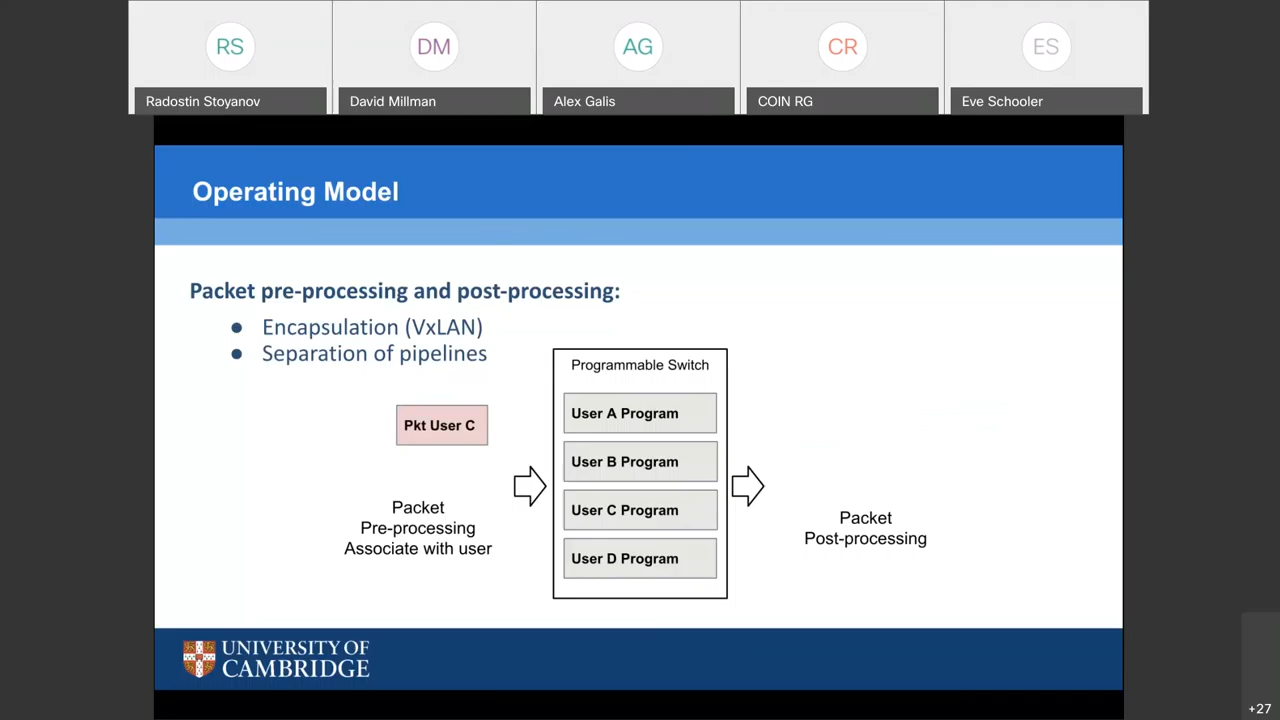 RS
DM
AG
CR
ES
Radostin Stoyanov
David Millman
Alex Galis
COIN RG
Eve Schooler
Operating Model
Packet pre-processing and post-processing:
● Encapsulation (VxLAN)
● Separation of pipelines
Programmable Switch
User A Program
User B Program
User C Program
User D Program
Pkt User C
Packet
Pre-processing
Associate with user
Packet
Post-processing
UNIVERSITY OF
CAMBRIDGE
+27